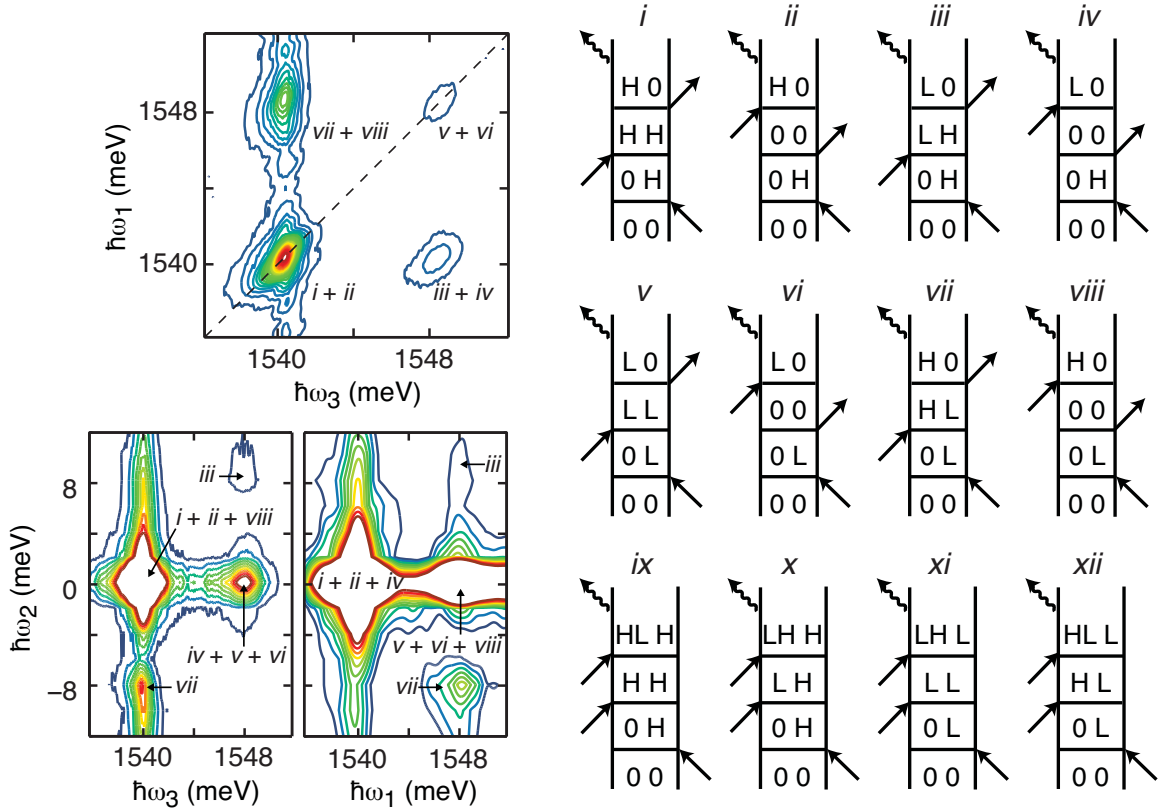 1548
1540
ħω1 (meV)
vii + viii
v + vi
i + ii
iii + iv
1540
1548
ħω3 (meV)
8
0
−8
ħω2 (meV)
iii
i + ii + viii
iv + v + vi
vii
1540
1548
ħω3 (meV)
iii
i + ii + iv
v + vi + viii
vii
1540
1548
ħω1 (meV)
i
H 0
H H
0 H
0 0
ii
H 0
0 0
0 H
0 0
iii
L 0
L H
0 H
0 0
iv
L 0
0 0
0 H
0 0
v
L 0
L L
0 L
0 0
vi
L 0
0 0
0 L
0 0
vii
H 0
H L
0 L
0 0
viii
H 0
0 0
0 L
0 0
ix
HL H
H H
0 H
0 0
x
LH H
L H
0 H
0 0
xi
LH L
L L
0 L
0 0
xii
HL L
H L
0 L
0 0